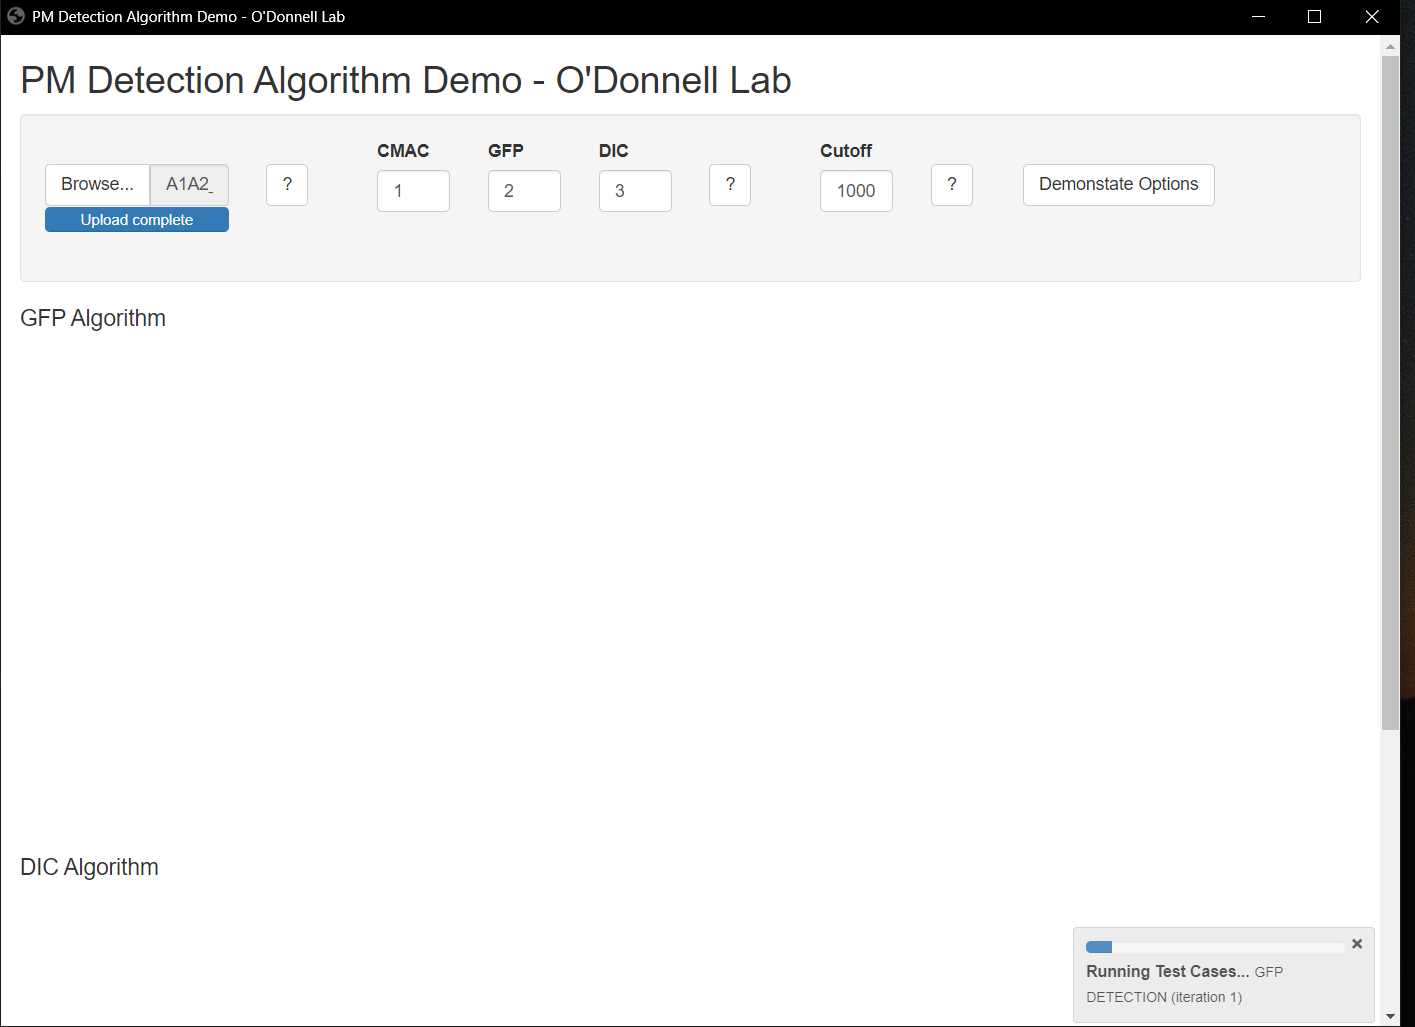 PM Detection Algorithm Demo - O'Donnell Lab
PM Detection Algorithm Demo - O'Donnell Lab
CMAC GFP DIC Cutoff
Browse... A1A2_ ? 1 2 3 ? 1000 ? Demonstate Options
Upload complete
GFP Algorithm
DIC Algorithm
Running Test Cases... GFP
DETECTION (iteration 1)